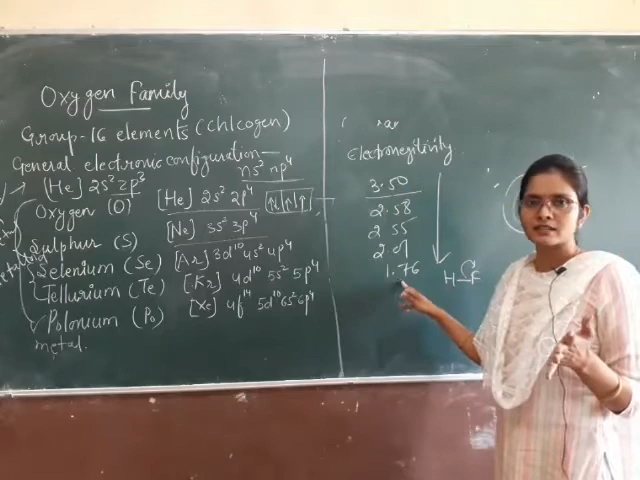 Oxygen Family
Group-16 elements (chlcogen)
General electronic configuration—
ns² np⁴
[He] 2s² 2p³
Oxygen (O) [He] 2s² 2p⁴
Sulphur (S) [Ne] 3s² 3p⁴
Selenium (Se) [Ar] 3d¹⁰ 4s² 4p⁴
Tellurium (Te) [Kr] 4d¹⁰ 5s² 5p⁴
Polonium (Po) [Xe] 4f¹⁴ 5d¹⁰ 6s² 6p⁴
metal.
Electronegitivity
3.50
2.58
2.55
2.01
1.76
H
F